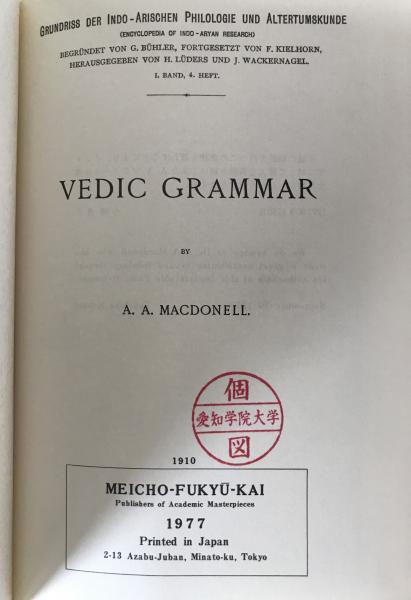 GRUNDRISS DER INDO-ARISCHEN PHILOLOGIE UND ALTERTUMSKUNDE
(ENCYCLOPEDIA OF INDO-ARYAN RESEARCH)
BEGRÜNDET VON G. BÜHLER, FORTGESETZT VON F. KIELHORN,
HERAUSGEGEBEN VON H. LÜDERS UND J. WACKERNAGEL.
I. BAND, 4. HEFT.
VEDIC GRAMMAR
BY
A. A. MACDONELL.
個
愛知学院大学
図
1910
MEICHO-FUKYŪ-KAI
Publishers of Academic Masterpieces
1977
Printed in Japan
2-13 Azabu-Juban, Minato-ku, Tokyo